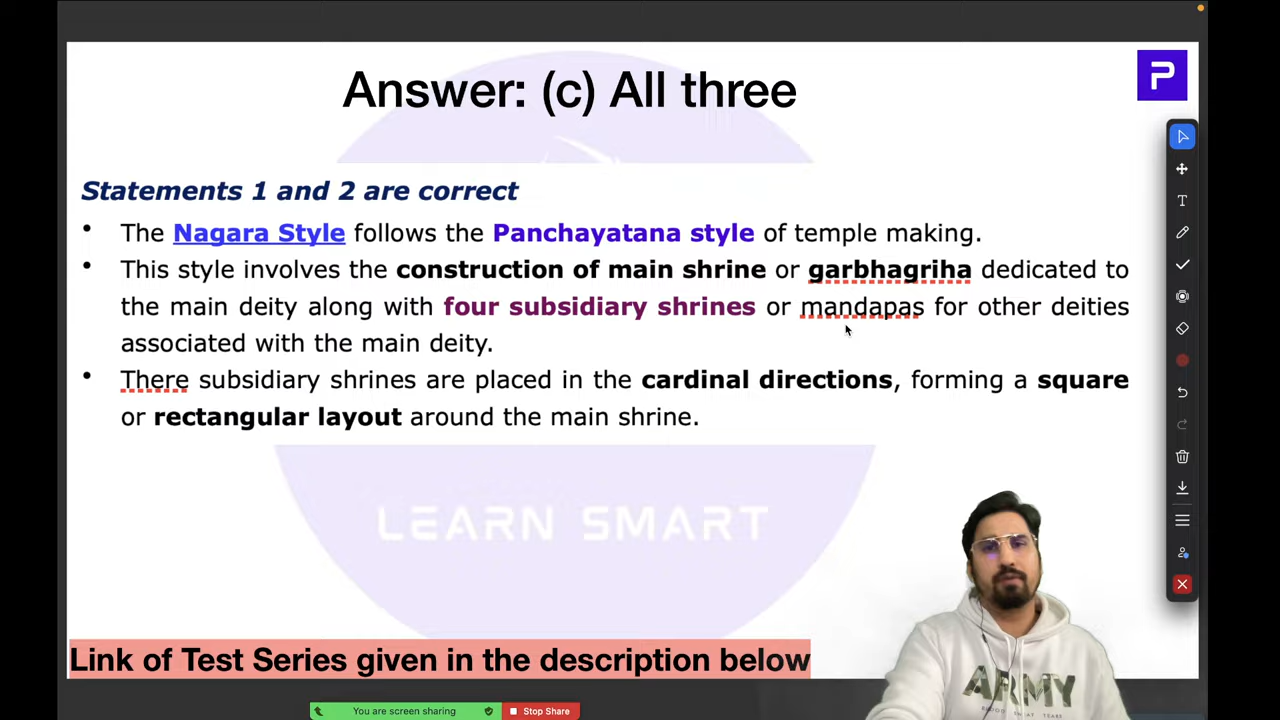 Answer: (c) All three
P
Statements 1 and 2 are correct
• The Nagara Style follows the Panchayatana style of temple making.
• This style involves the construction of main shrine or garbhagriha dedicated to
the main deity along with four subsidiary shrines or mandapas for other deities
associated with the main deity.
• There subsidiary shrines are placed in the cardinal directions, forming a square
or rectangular layout around the main shrine.
LEARN SMART
ARMY
Link of Test Series given in the description below
You are screen sharing
Stop Share